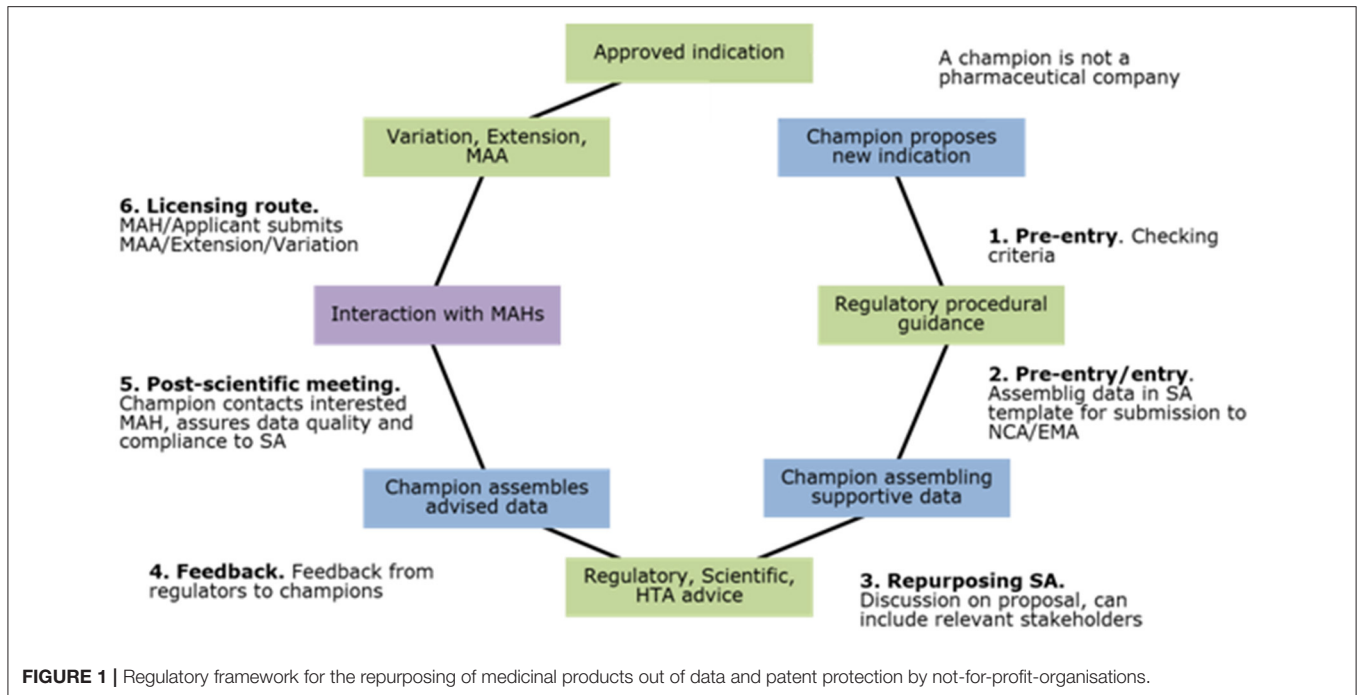 Approved indication
A champion is not a
pharmaceutical company
Champion proposes
new indication
1. Pre-entry. Checking
criteria
Regulatory procedural
guidance
2. Pre-entry/entry.
Assemblig data in SA
template for submission to
NCA/EMA
Champion assembling
supportive data
3. Repurposing SA.
Discussion on proposal, can
include relevant stakeholders
Regulatory, Scientific,
HTA advice
4. Feedback. Feedback from
regulators to champions
Champion assembles
advised data
5. Post-scientific meeting.
Champion contacts interested
MAH, assures data quality and
compliance to SA
Interaction with MAHs
6. Licensing route.
MAH/Applicant submits
MAA/Extension/Variation
Variation, Extension,
MAA
FIGURE 1 | Regulatory framework for the repurposing of medicinal products out of data and patent protection by not-for-profit-organisations.